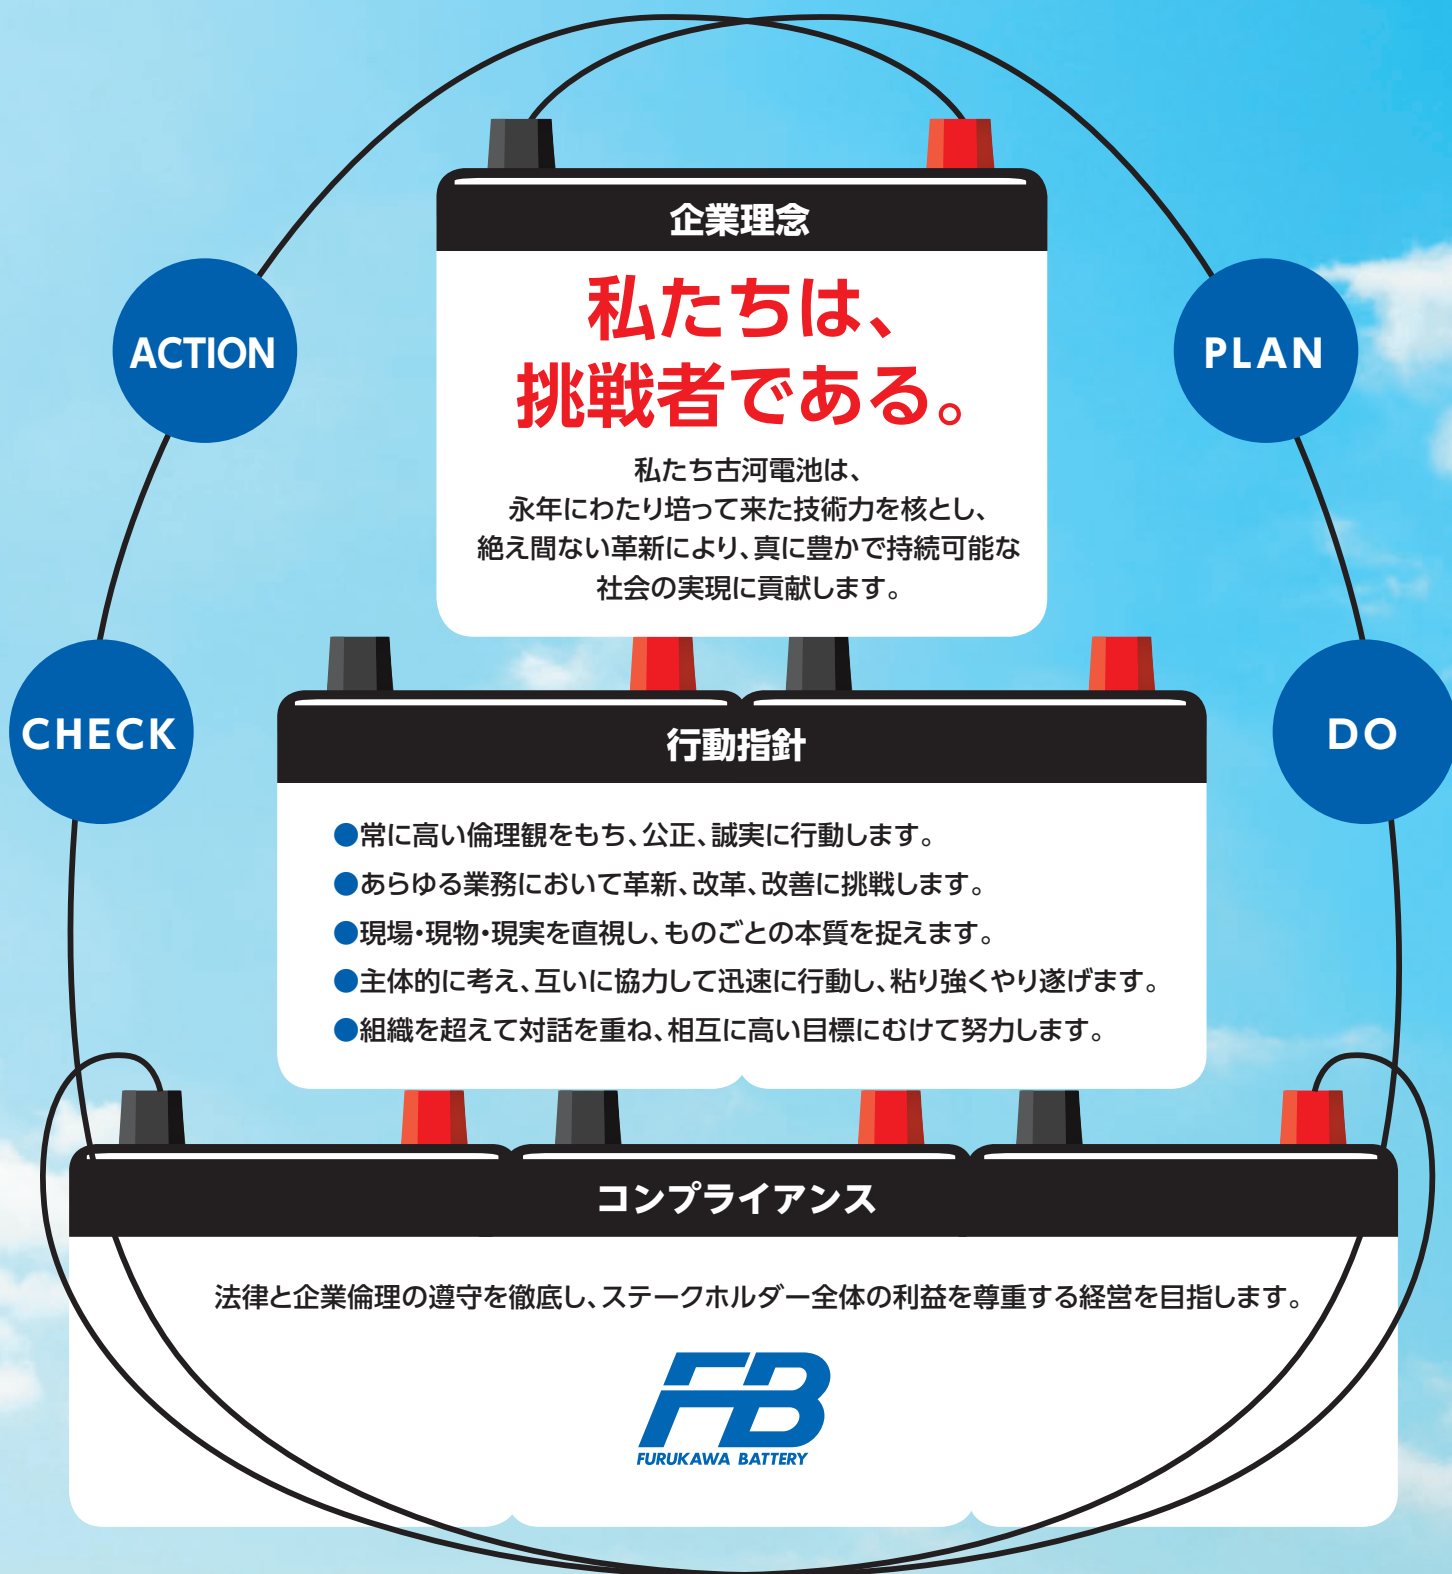 企業理念
私たちは、
挑戦者である。
私たち古河電池は、
永年にわたり培って来た技術力を核とし、
絶え間ない革新により、真に豊かで持続可能な
社会の実現に貢献します。
ACTION
PLAN
CHECK
DO
行動指針
●常に高い倫理観をもち、公正、誠実に行動します。
●あらゆる業務において革新、改革、改善に挑戦します。
●現場・現物・現実を直視し、ものごとの本質を捉えます。
●主体的に考え、互いに協力して迅速に行動し、粘り強くやり遂げます。
●組織を超えて対話を重ね、相互に高い目標にむけて努力します。
コンプライアンス
法律と企業倫理の遵守を徹底し、ステークホルダー全体の利益を尊重する経営を目指します。
FB
FURUKAWA BATTERY